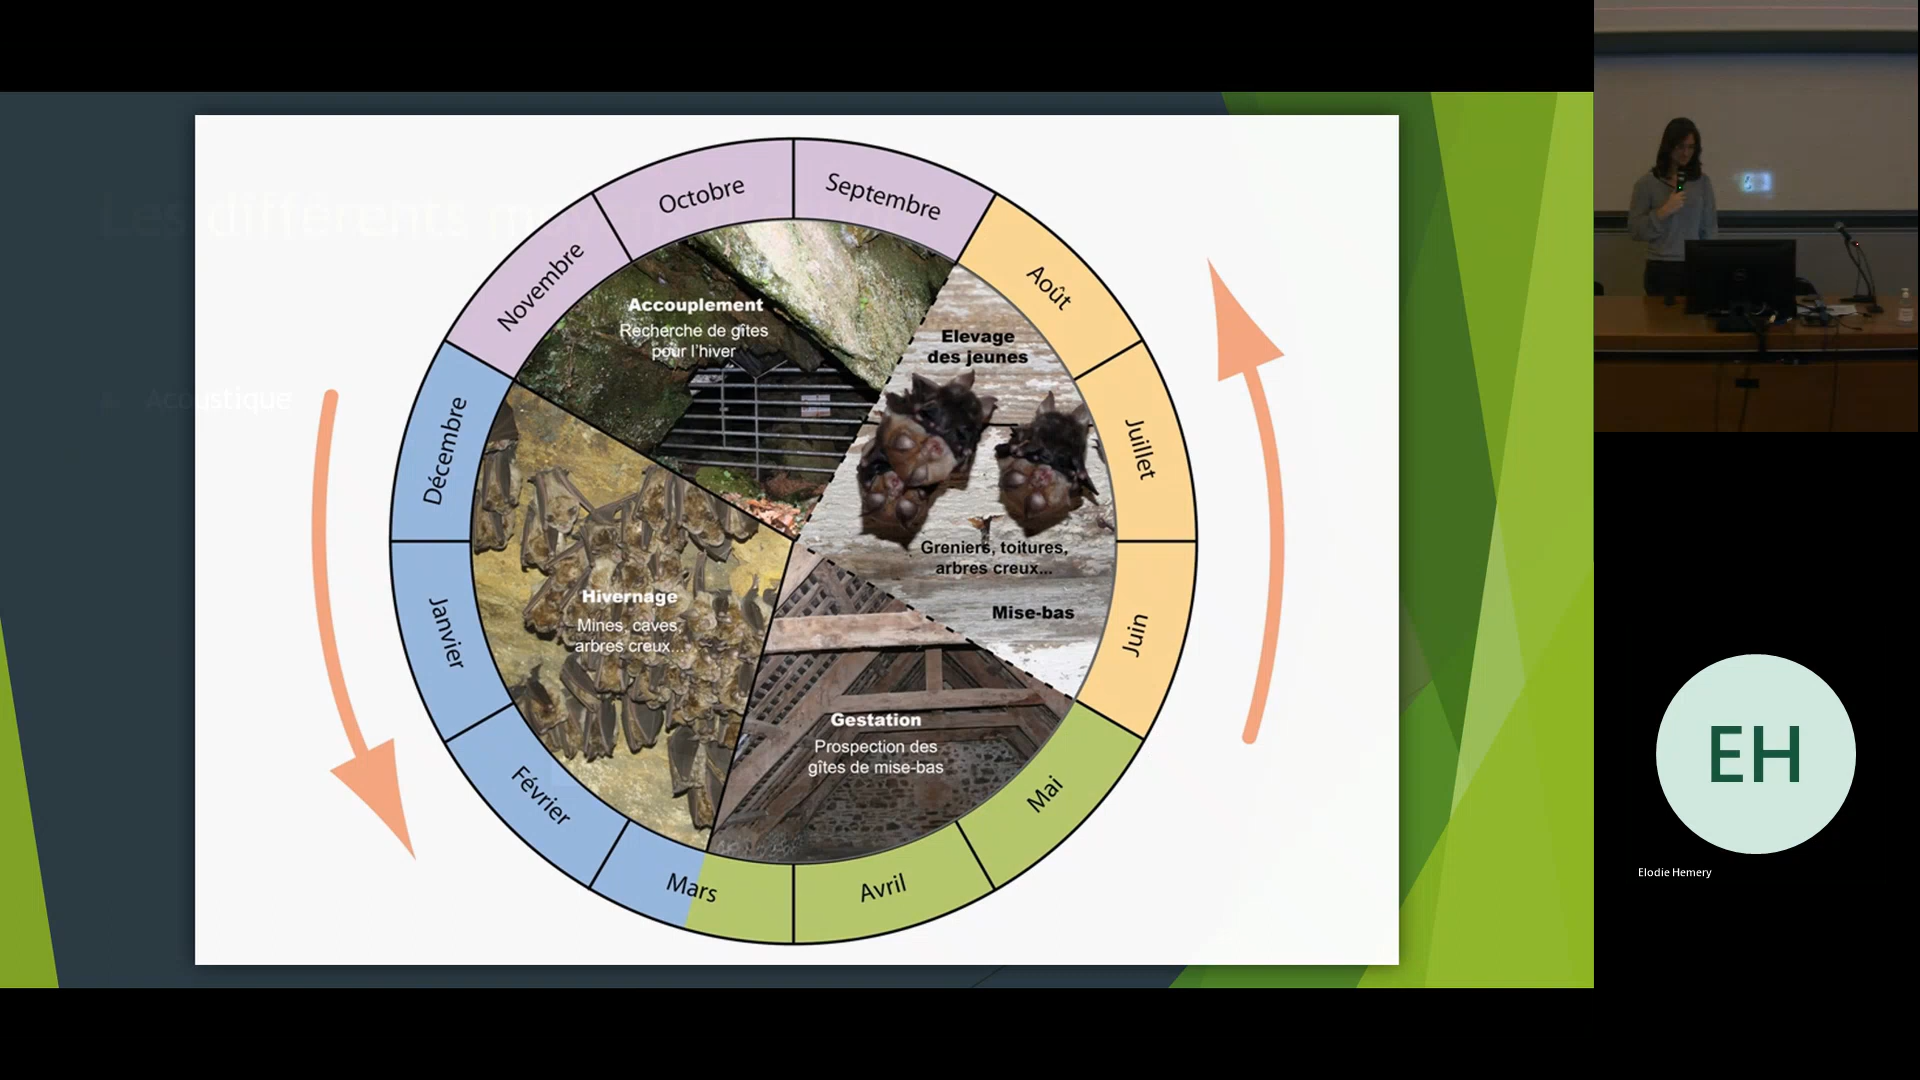 Les différents moyen
Acoustique
Octobre
Septembre
Novembre
Août
Accouplement
Recherche de gîtes
pour l'hiver
Elevage
des jeunes
Décembre
Juillet
Greniers, toitures,
arbres creux...
Hivernage
Mines, caves,
arbres creux...
Mise-bas
Janvier
Juin
Gestation
Prospection des
gîtes de mise-bas
Février
Mai
Mars
Avril
EH
Elodie Hemery